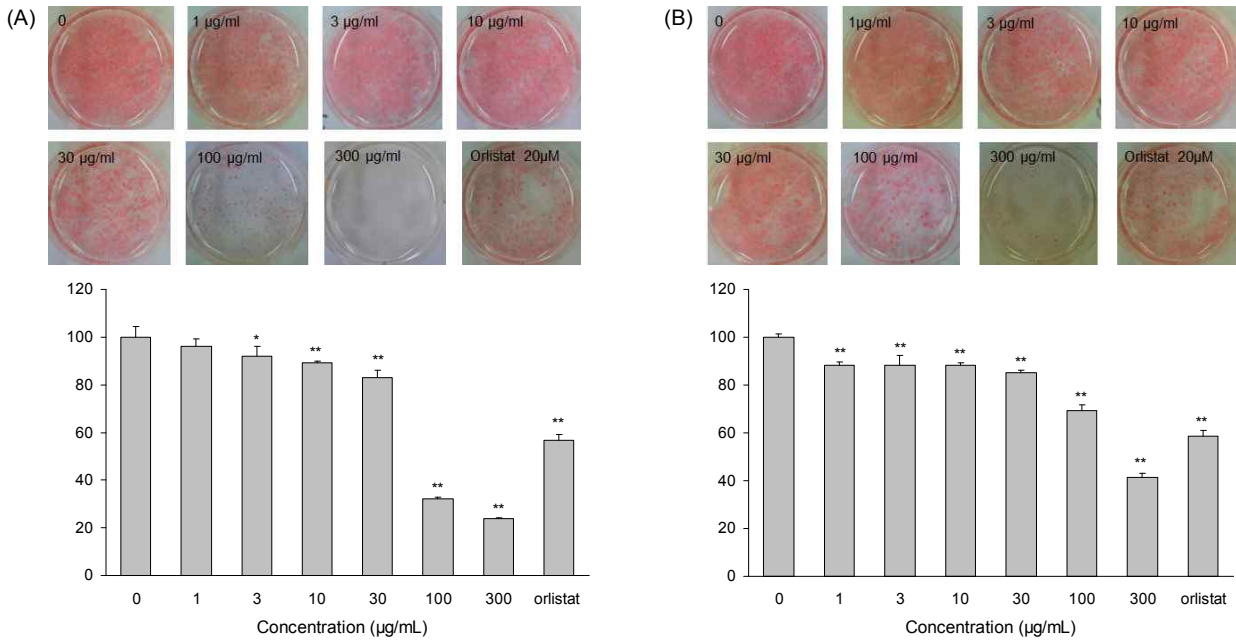 (A)
0
1 µg/ml
3 µg/ml
10 µg/ml
30 µg/ml
100 µg/ml
300 µg/ml
Orlistat 20µM
120
100
80
60
40
20
0
*
**
**
**
**
**
0 1 3 10 30 100 300 orlistat
Concentration (µg/mL)
(B)
0
1µg/ml
3 µg/ml
10 µg/ml
30 µg/ml
100 µg/ml
300 µg/ml
Orlistat 20µM
120
100
80
60
40
20
0
**
**
**
**
**
**
**
0 1 3 10 30 100 300 orlistat
Concentration (µg/mL)